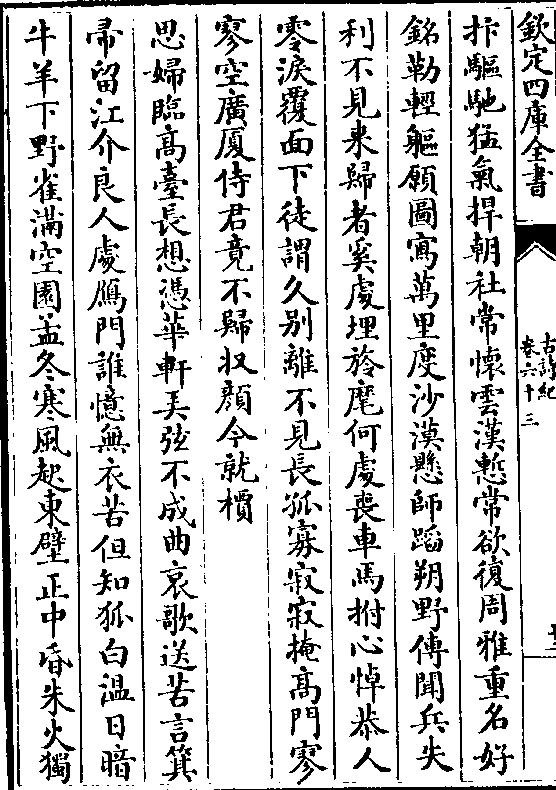 欽定四庫全書
古詩紀
卷六十三
抃驅馳猛氣捍朝社常懷雲漢慙常欲復周雅重名好
銘勒輕軀願圖寫萬里度沙漠懸師蹈朔野傳聞兵失
利不見来歸者奚處埋旍麾何處喪車馬拊心悼恭人
零淚覆面下徒謂久别離不見長孤寡寂寂掩髙門寥
寥空廣厦侍君竟不歸収顔今就檟
思婦臨髙臺長想憑華軒弄弦不成曲哀歌送苦言箕
帚留江介良人處鴈門誰憶無衣苦但知狐白溫日暗
牛羊下野雀滿空園孟冬寒風起東壁正中昏朱火獨